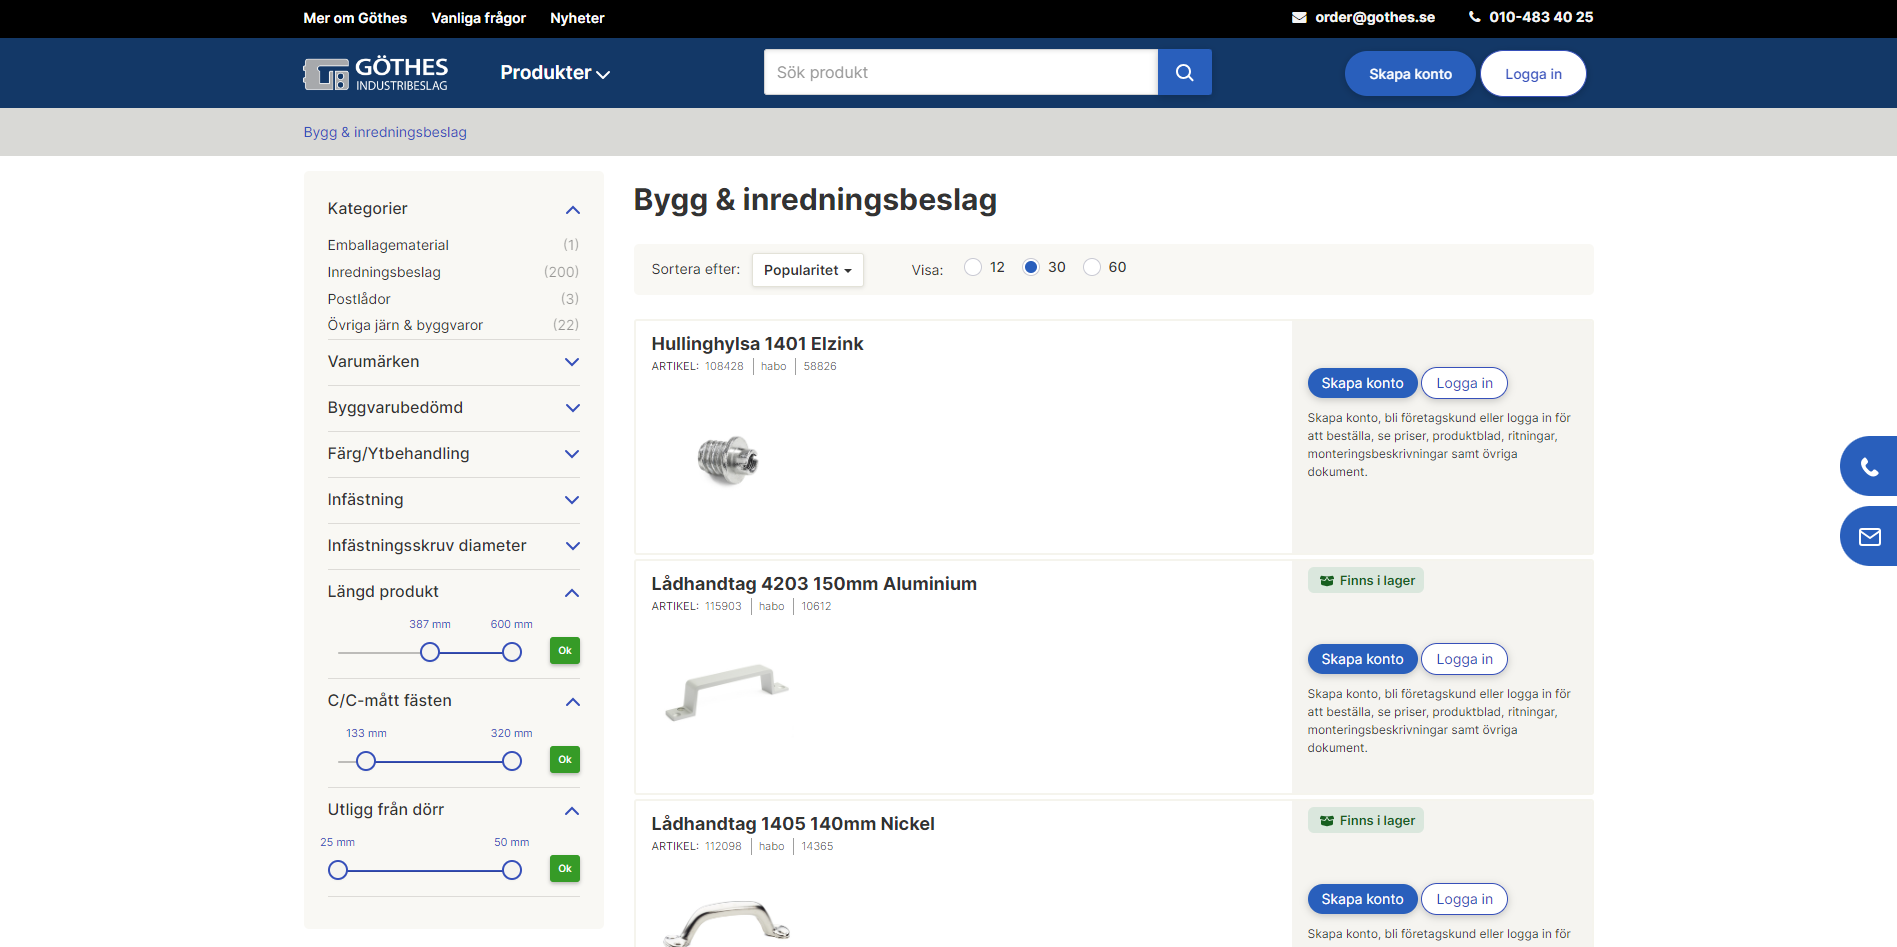 Mer om Göthes Vanliga frågor Nyheter order@gothes.se 010-483 40 25
GÖTHES
INDUSTRIBESLAG
Produkter
Sök produkt
Skapa konto Logga in
Bygg & inredningsbeslag
Kategorier
Emballagematerial (1)
Inredningsbeslag (200)
Postlådor (3)
Övriga järn & byggvaror (22)
Varumärken
Byggvarubedömd
Färg/Ytbehandling
Infästning
Infästningsskruv diameter
Längd produkt
387 mm 600 mm
Ok
C/C-mått fästen
133 mm 320 mm
Ok
Utligg från dörr
25 mm 50 mm
Ok
Bygg & inredningsbeslag
Sortera efter: Popularitet Visa: 12 30 60
Hullinghylsa 1401 Elzink
ARTIKEL: 108428 habo 58826
Skapa konto Logga in
Skapa konto, bli företagskund eller logga in för
att beställa, se priser, produktblad, ritningar,
monteringsbeskrivningar samt övriga
dokument.
Lådhandtag 4203 150mm Aluminium
ARTIKEL: 115903 habo 10612
Finns i lager
Skapa konto Logga in
Skapa konto, bli företagskund eller logga in för
att beställa, se priser, produktblad, ritningar,
monteringsbeskrivningar samt övriga
dokument.
Lådhandtag 1405 140mm Nickel
ARTIKEL: 112098 habo 14365
Finns i lager
Skapa konto Logga in
Skapa konto, bli företagskund eller logga in för